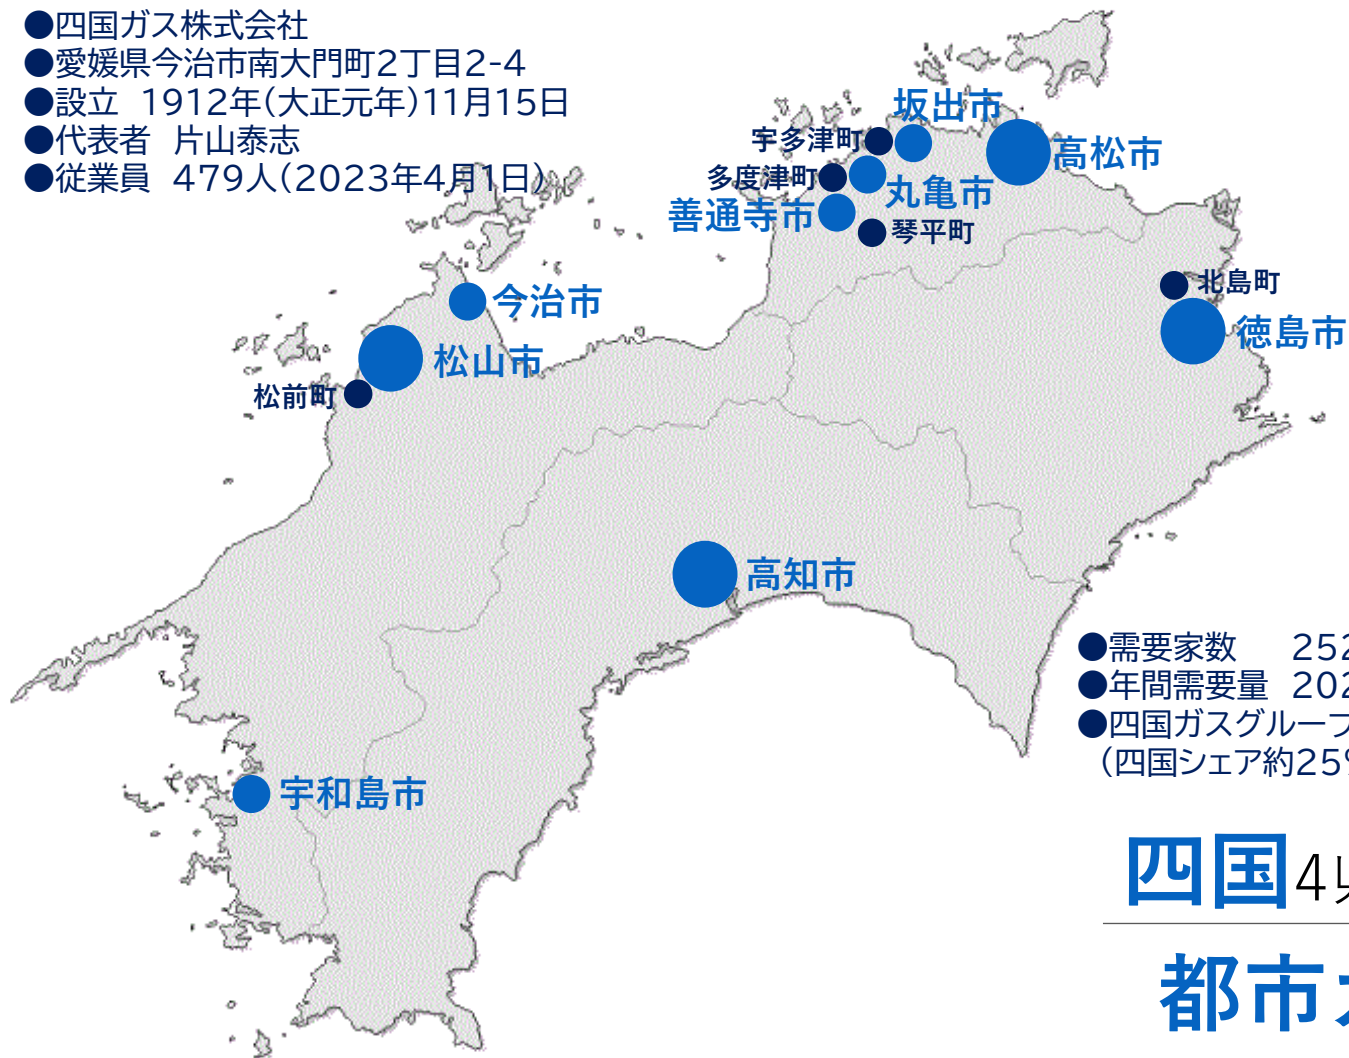 ●四国ガス株式会社
●愛媛県今治市南大門町2丁目2-4
●設立 1912年(大正元年)11月15日
●代表者 片山泰志
●従業員 479人(2023年4月1日)
坂出市
宇多津町
高松市
多度津町
丸亀市
善通寺市
琴平町
北島町
今治市
徳島市
松山市
松前町
高知市
●需要家数 252
●年間需要量 202
●四国ガスグループ
(四国シェア約25%
宇和島市
四国4
都市ガ